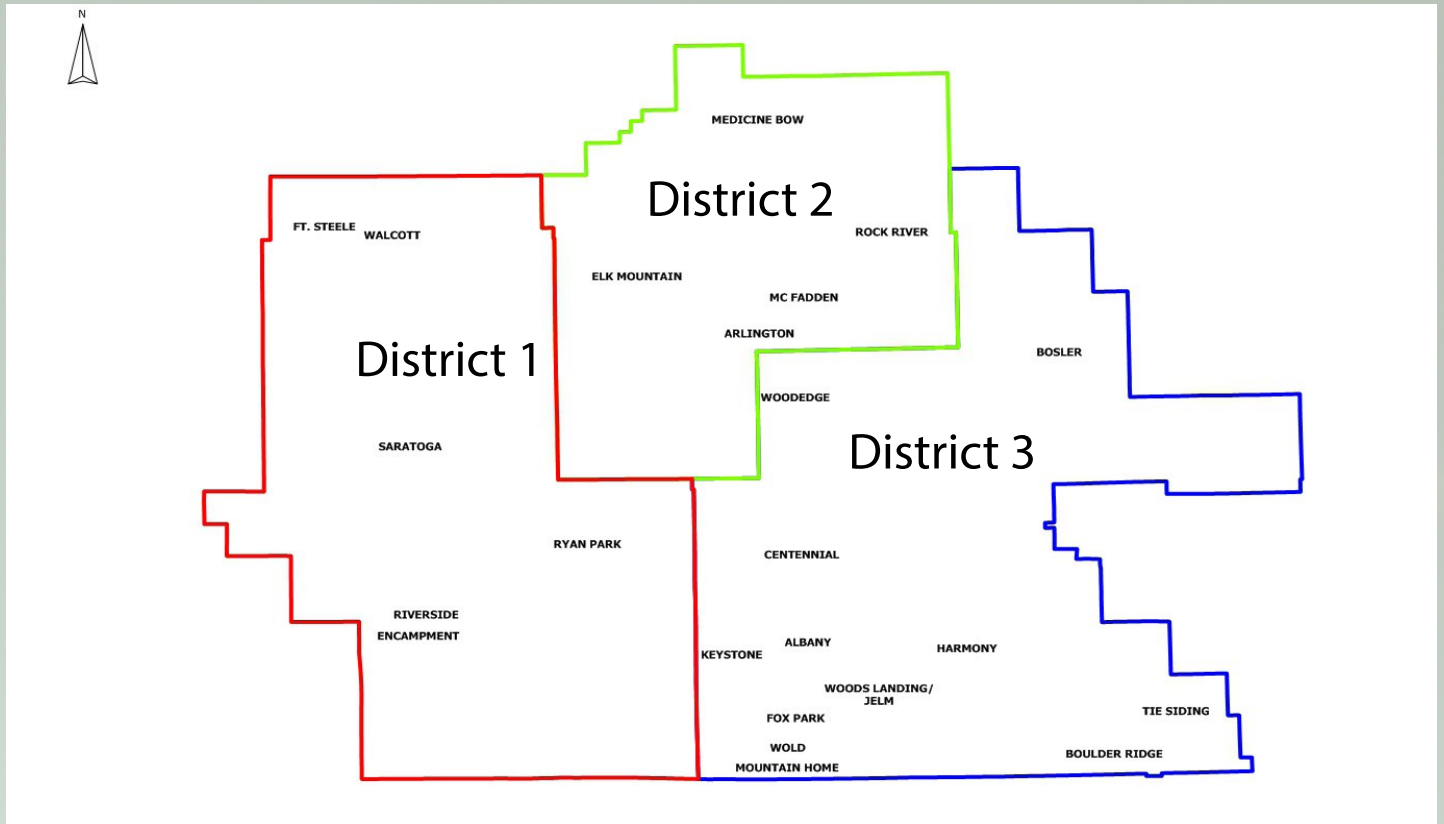 N
MEDICINE BOW
District 2
FT. STEELE
WALCOTT
ROCK RIVER
ELK MOUNTAIN
MC FADDEN
ARLINGTON
District 1
BOSLER
WOODEDGE
SARATOGA
District 3
RYAN PARK
CENTENNIAL
RIVERSIDE
ENCAMPMENT
KEYSTONE
ALBANY
HARMONY
WOODS LANDING/
JELM
FOX PARK
TIE SIDING
WOLD
BOULDER RIDGE
MOUNTAIN HOME